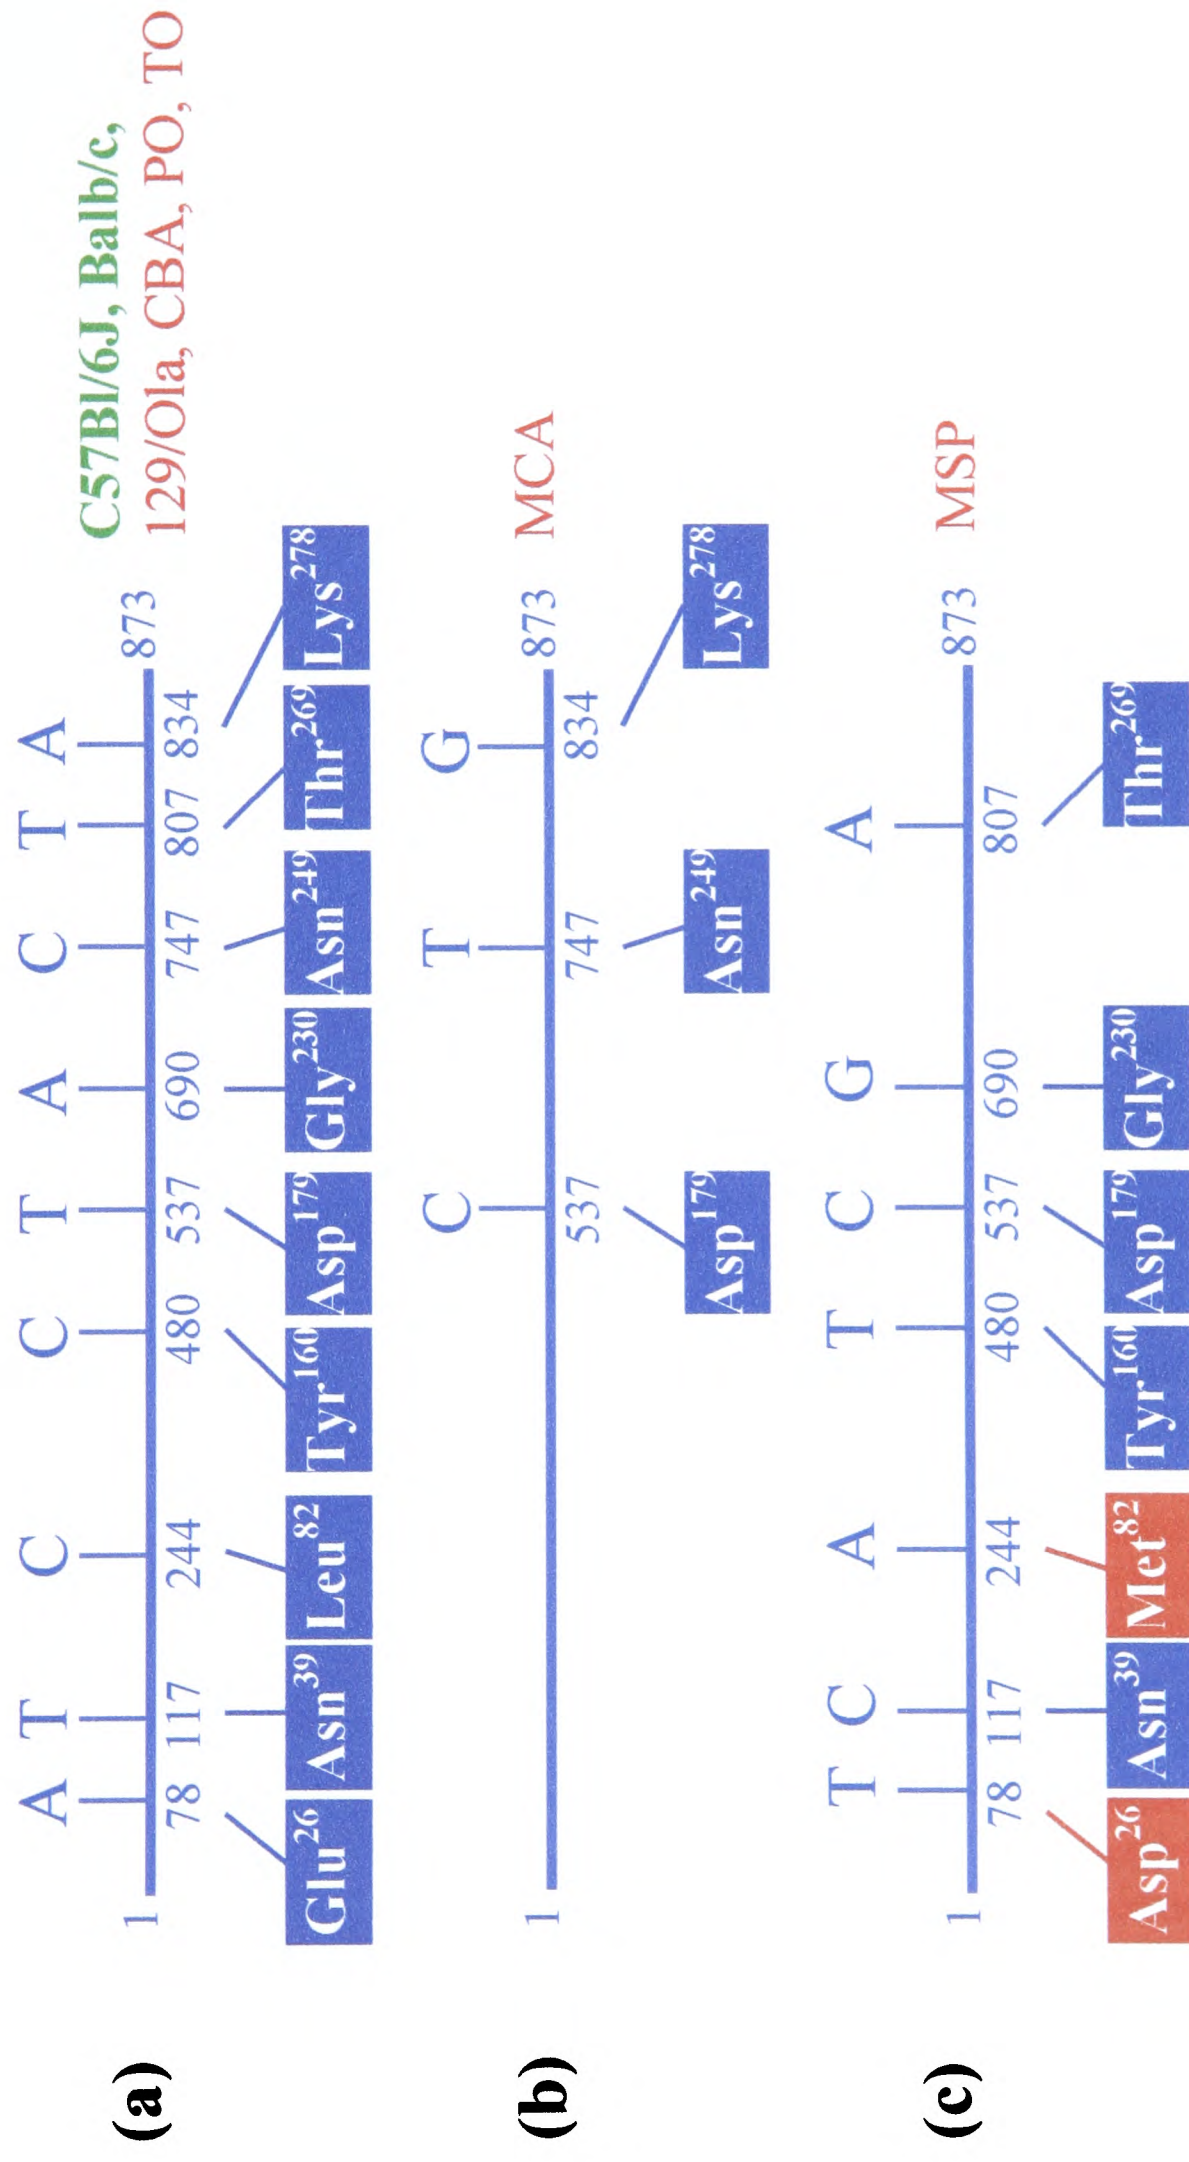 C57Bl/6J, Balb/c,
129/Ola, CBA, PO, TO
A T C C T A C T A
(a) 1 873
78 117 244 480 537 690 747 807 834
Glu26 Asn39 Leu82 Tyr160 Asp179 Gly230 Asn249 Thr269 Lys278
C T G
(b) 1 873 MCA
537 747 834
Asp179 Asn249 Lys278
T C A T C G A
(c) 1 873 MSP
78 117 244 480 537 690 807
Asp26 Asn39 Met82 Tyr160 Asp179 Gly230 Thr269